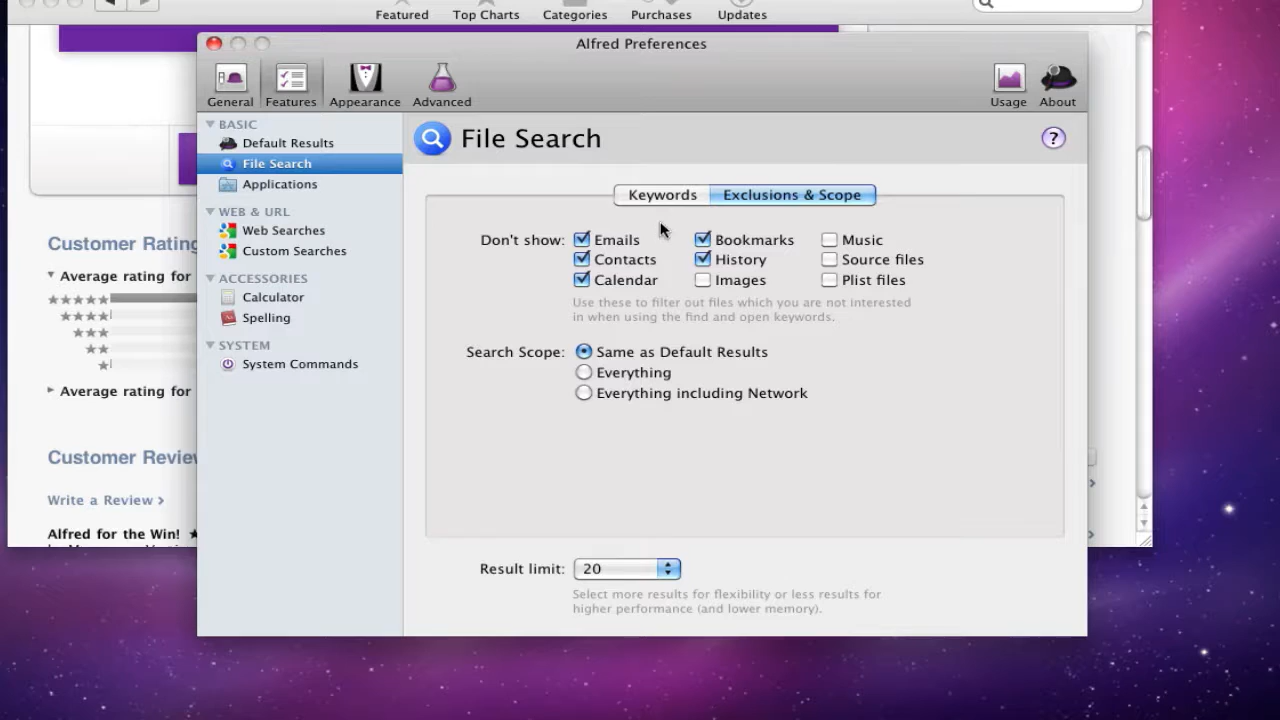 Featured Top Charts Categories Purchases Updates
Alfred Preferences
General Features Appearance Advanced Usage About
BASIC
Default Results
File Search
Applications
WEB & URL
Web Searches
Custom Searches
ACCESSORIES
Calculator
Spelling
SYSTEM
System Commands
File Search ?
Keywords Exclusions & Scope
Don't show: Emails Bookmarks Music
Contacts History Source files
Calendar Images Plist files
Use these to filter out files which you are not interested
in when using the find and open keywords.
Search Scope: Same as Default Results
Everything
Everything including Network
Result limit: 20
Select more results for flexibility or less results for
higher performance (and lower memory).
Customer Rating
Average rating for
Average rating for
Customer Review
Write a Review >
Alfred for the Win!